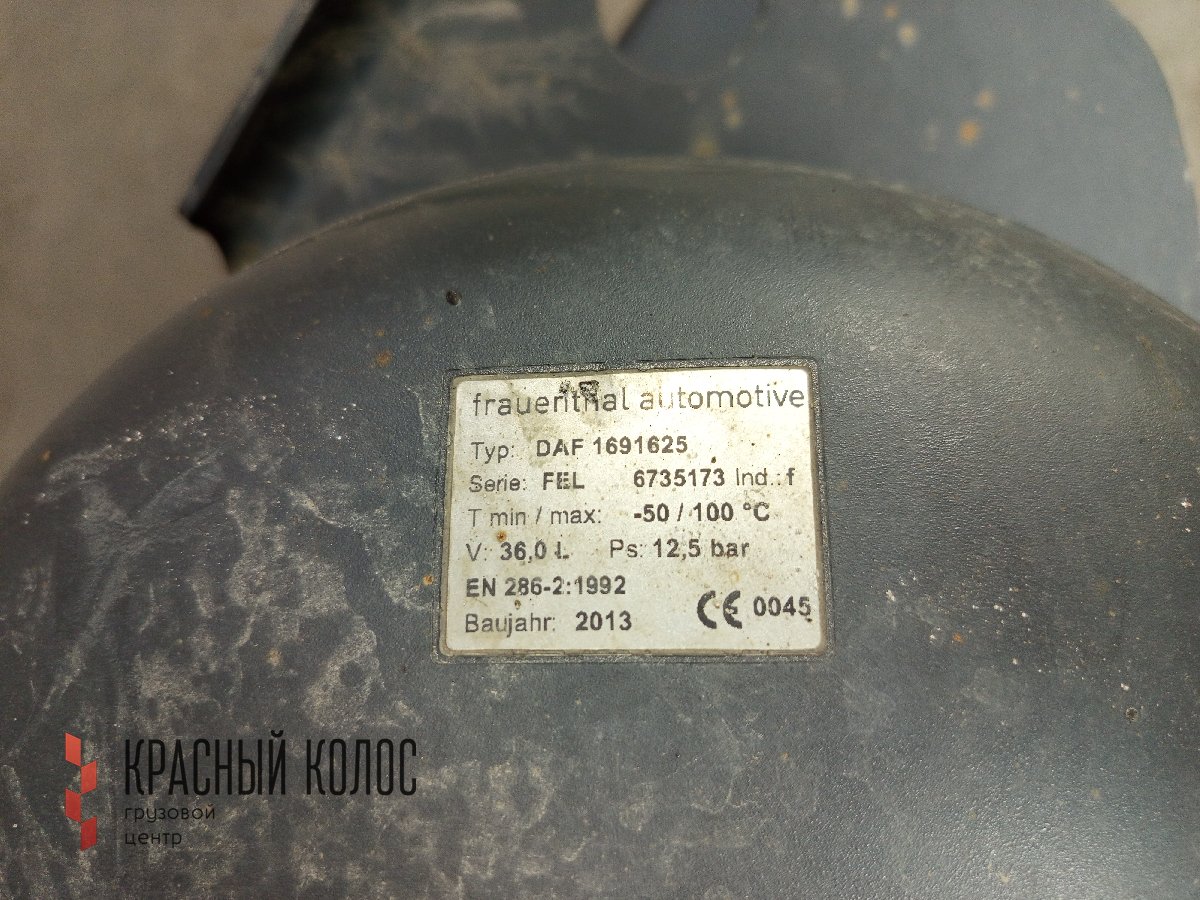 frauenthal automotive
Typ: DAF 1691625
Serie: FEL 6735173 Ind.: f
T min / max: -50 / 100 °C
V: 36,0 L Ps: 12,5 bar
EN 286-2:1992
Baujahr: 2013 CE 0045
КРАСНЫЙ КОЛОС
грузовой
центр